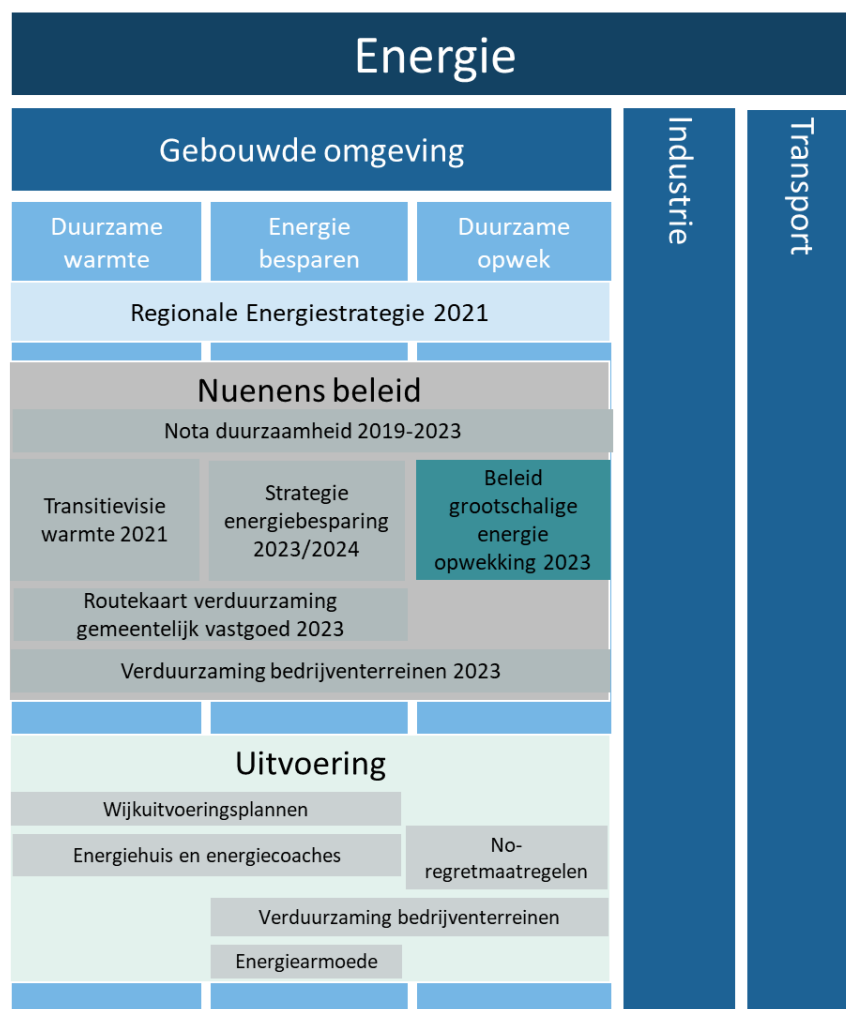 Energie
Gebouwde omgeving
Industrie
Transport
Duurzame
warmte
Energie
besparen
Duurzame
opwek
Regionale Energiestrategie 2021
Nuenens beleid
Nota duurzaamheid 2019-2023
Transitievisie
warmte 2021
Strategie
energiebesparing
2023/2024
Beleid
grootschalige
energie
opwekking 2023
Routekaart verduurzaming
gemeentelijk vastgoed 2023
Verduurzaming bedrijventerreinen 2023
Uitvoering
Wijkuitvoeringsplannen
Energiehuis en energiecoaches
No-
regretmaatregelen
Verduurzaming bedrijventerreinen
Energiearmoede